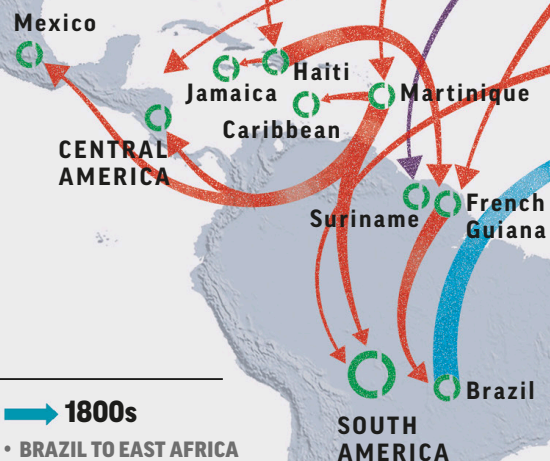 Mexico
Haiti
Jamaica
Martinique
Caribbean
CENTRAL
AMERICA
Suriname
French
Guiana
Brazil
SOUTH
AMERICA
1800s
• BRAZIL TO EAST AFRICA